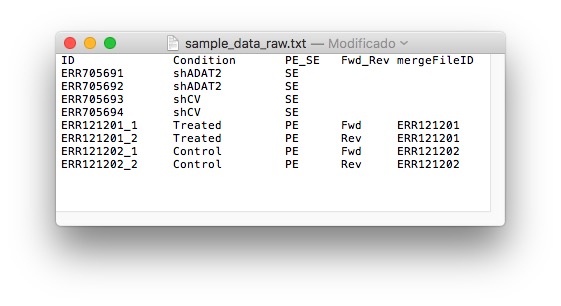 sample_data_raw.txt — Modificado
ID Condition PE_SE Fwd_Rev mergeFileID
ERR705691 shADAT2 SE
ERR705692 shADAT2 SE
ERR705693 shCV SE
ERR705694 shCV SE
ERR121201_1 Treated PE Fwd ERR121201
ERR121201_2 Treated PE Rev ERR121201
ERR121202_1 Control PE Fwd ERR121202
ERR121202_2 Control PE Rev ERR121202